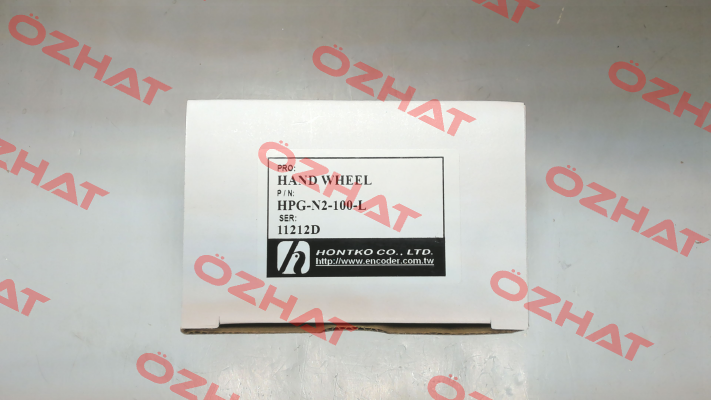 PRO:
HAND WHEEL
P / N:
HPG-N2-100-L
SER:
11212D
HONTKO CO., LTD.
http://www.encoder.com.tw
ÖZHAT
ÖZHAT
ÖZHAT
ÖZHAT
ÖZHAT
ÖZHAT
ÖZHAT
ÖZHAT
ÖZHAT
ÖZHAT
ÖZHAT